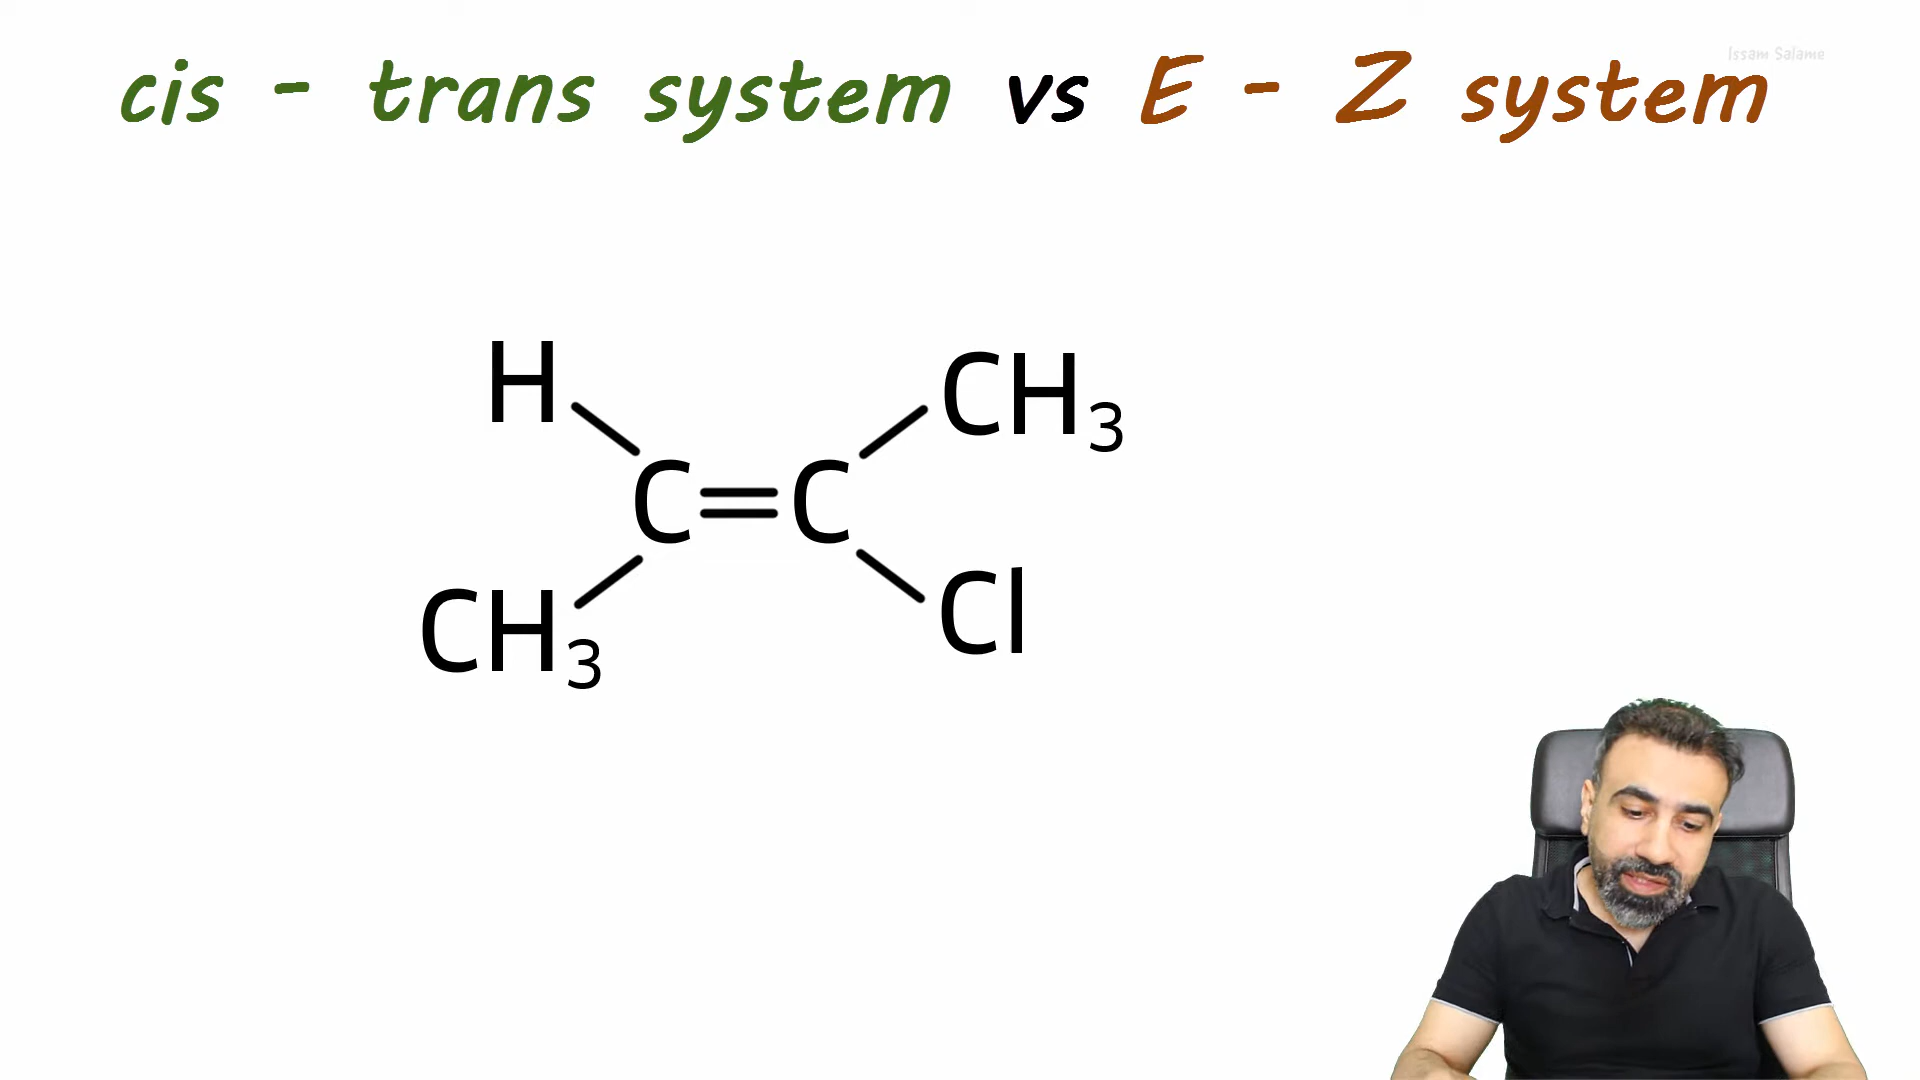 Issam Salame
cis - trans system vs E - Z system
H
CH₃
C=C
CH₃
Cl